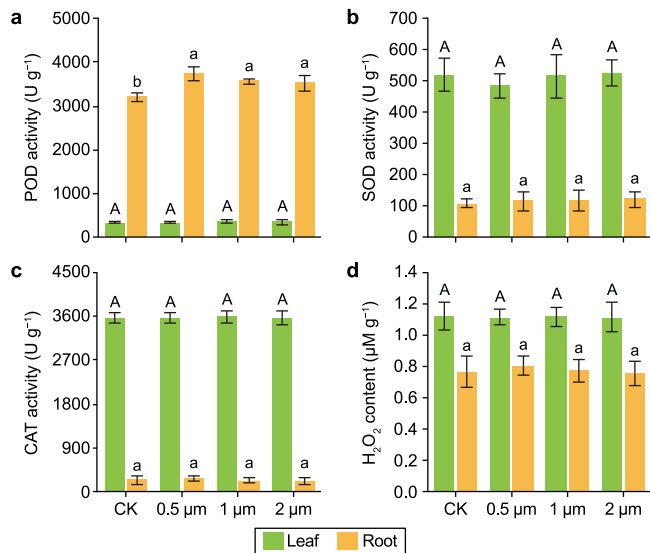 a
POD activity (U g⁻¹)
5000
4000
3000
2000
1000
0
A b
A a
A a
A a
b
SOD activity (U g⁻¹)
700
600
500
400
300
200
100
0
A a
A a
A a
A a
c
CAT activity (U g⁻¹)
4500
3600
2700
1800
900
0
A a
A a
A a
A a
CK 0.5 µm 1 µm 2 µm
d
H₂O₂ content (µM g⁻¹)
1.4
1.2
1.0
0.8
0.6
0.4
0.2
0.0
A a
A a
A a
A a
CK 0.5 µm 1 µm 2 µm
Leaf Root